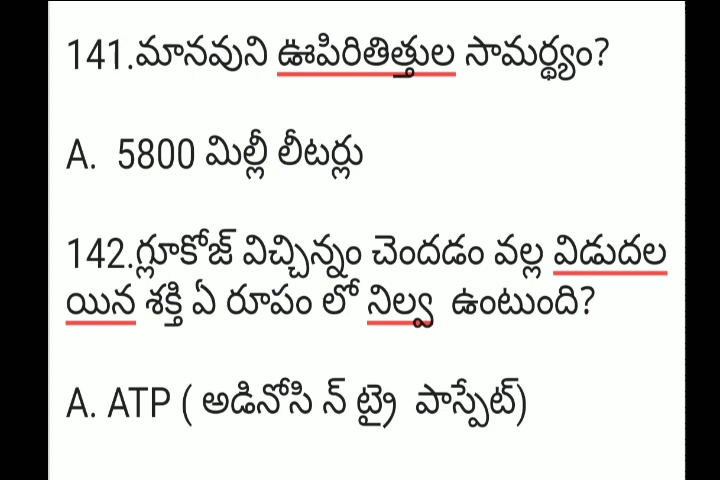 141.మానవుని ఊపిరితిత్తుల సామర్థ్యం?
A. 5800 మిల్లీ లీటర్లు
142.గ్లూకోజ్ విచ్చిన్నం చెందడం వల్ల విడుదల
యిన శక్తి ఏ రూపం లో నిల్వ ఉంటుంది?
A. ATP ( అడినోసి న్ ట్రై పాస్పేట్)